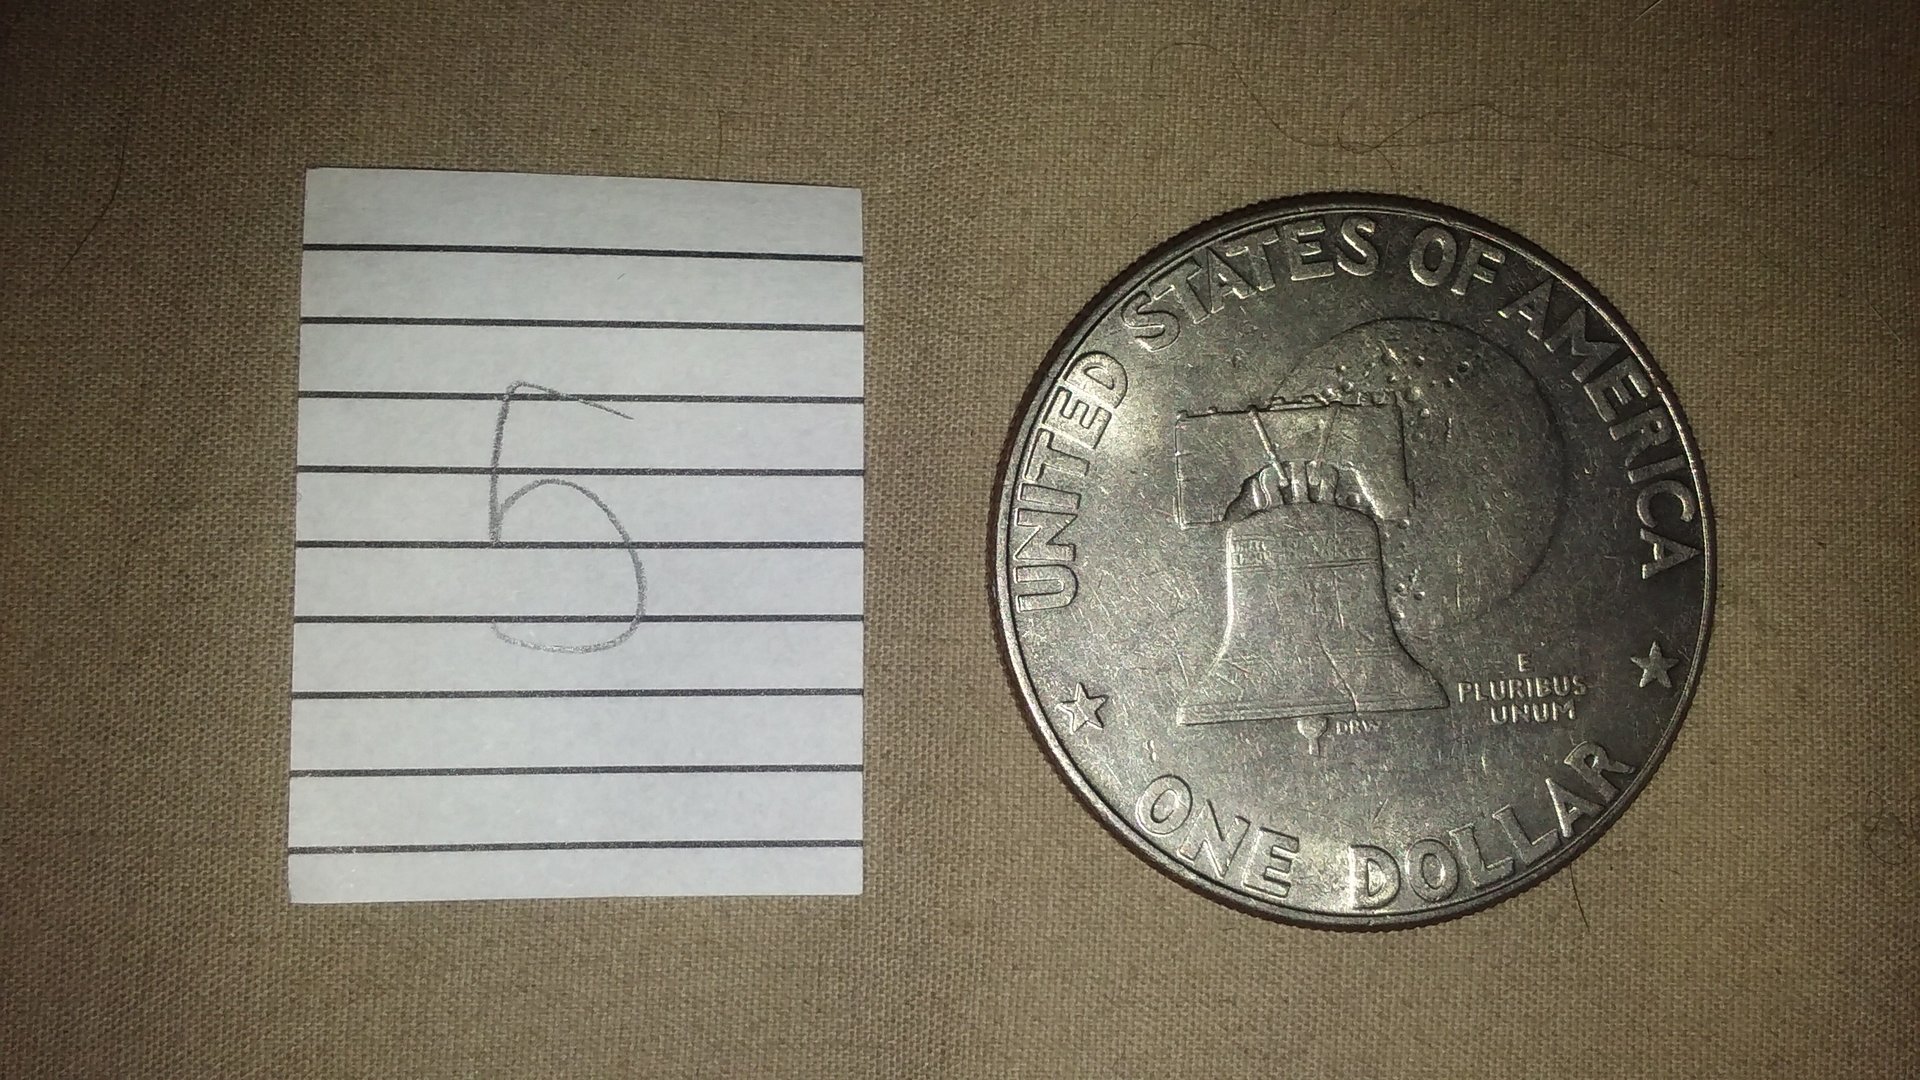 5
UNITED STATES OF AMERICA
E
PLURIBUS
UNUM
DRW
ONE DOLLAR